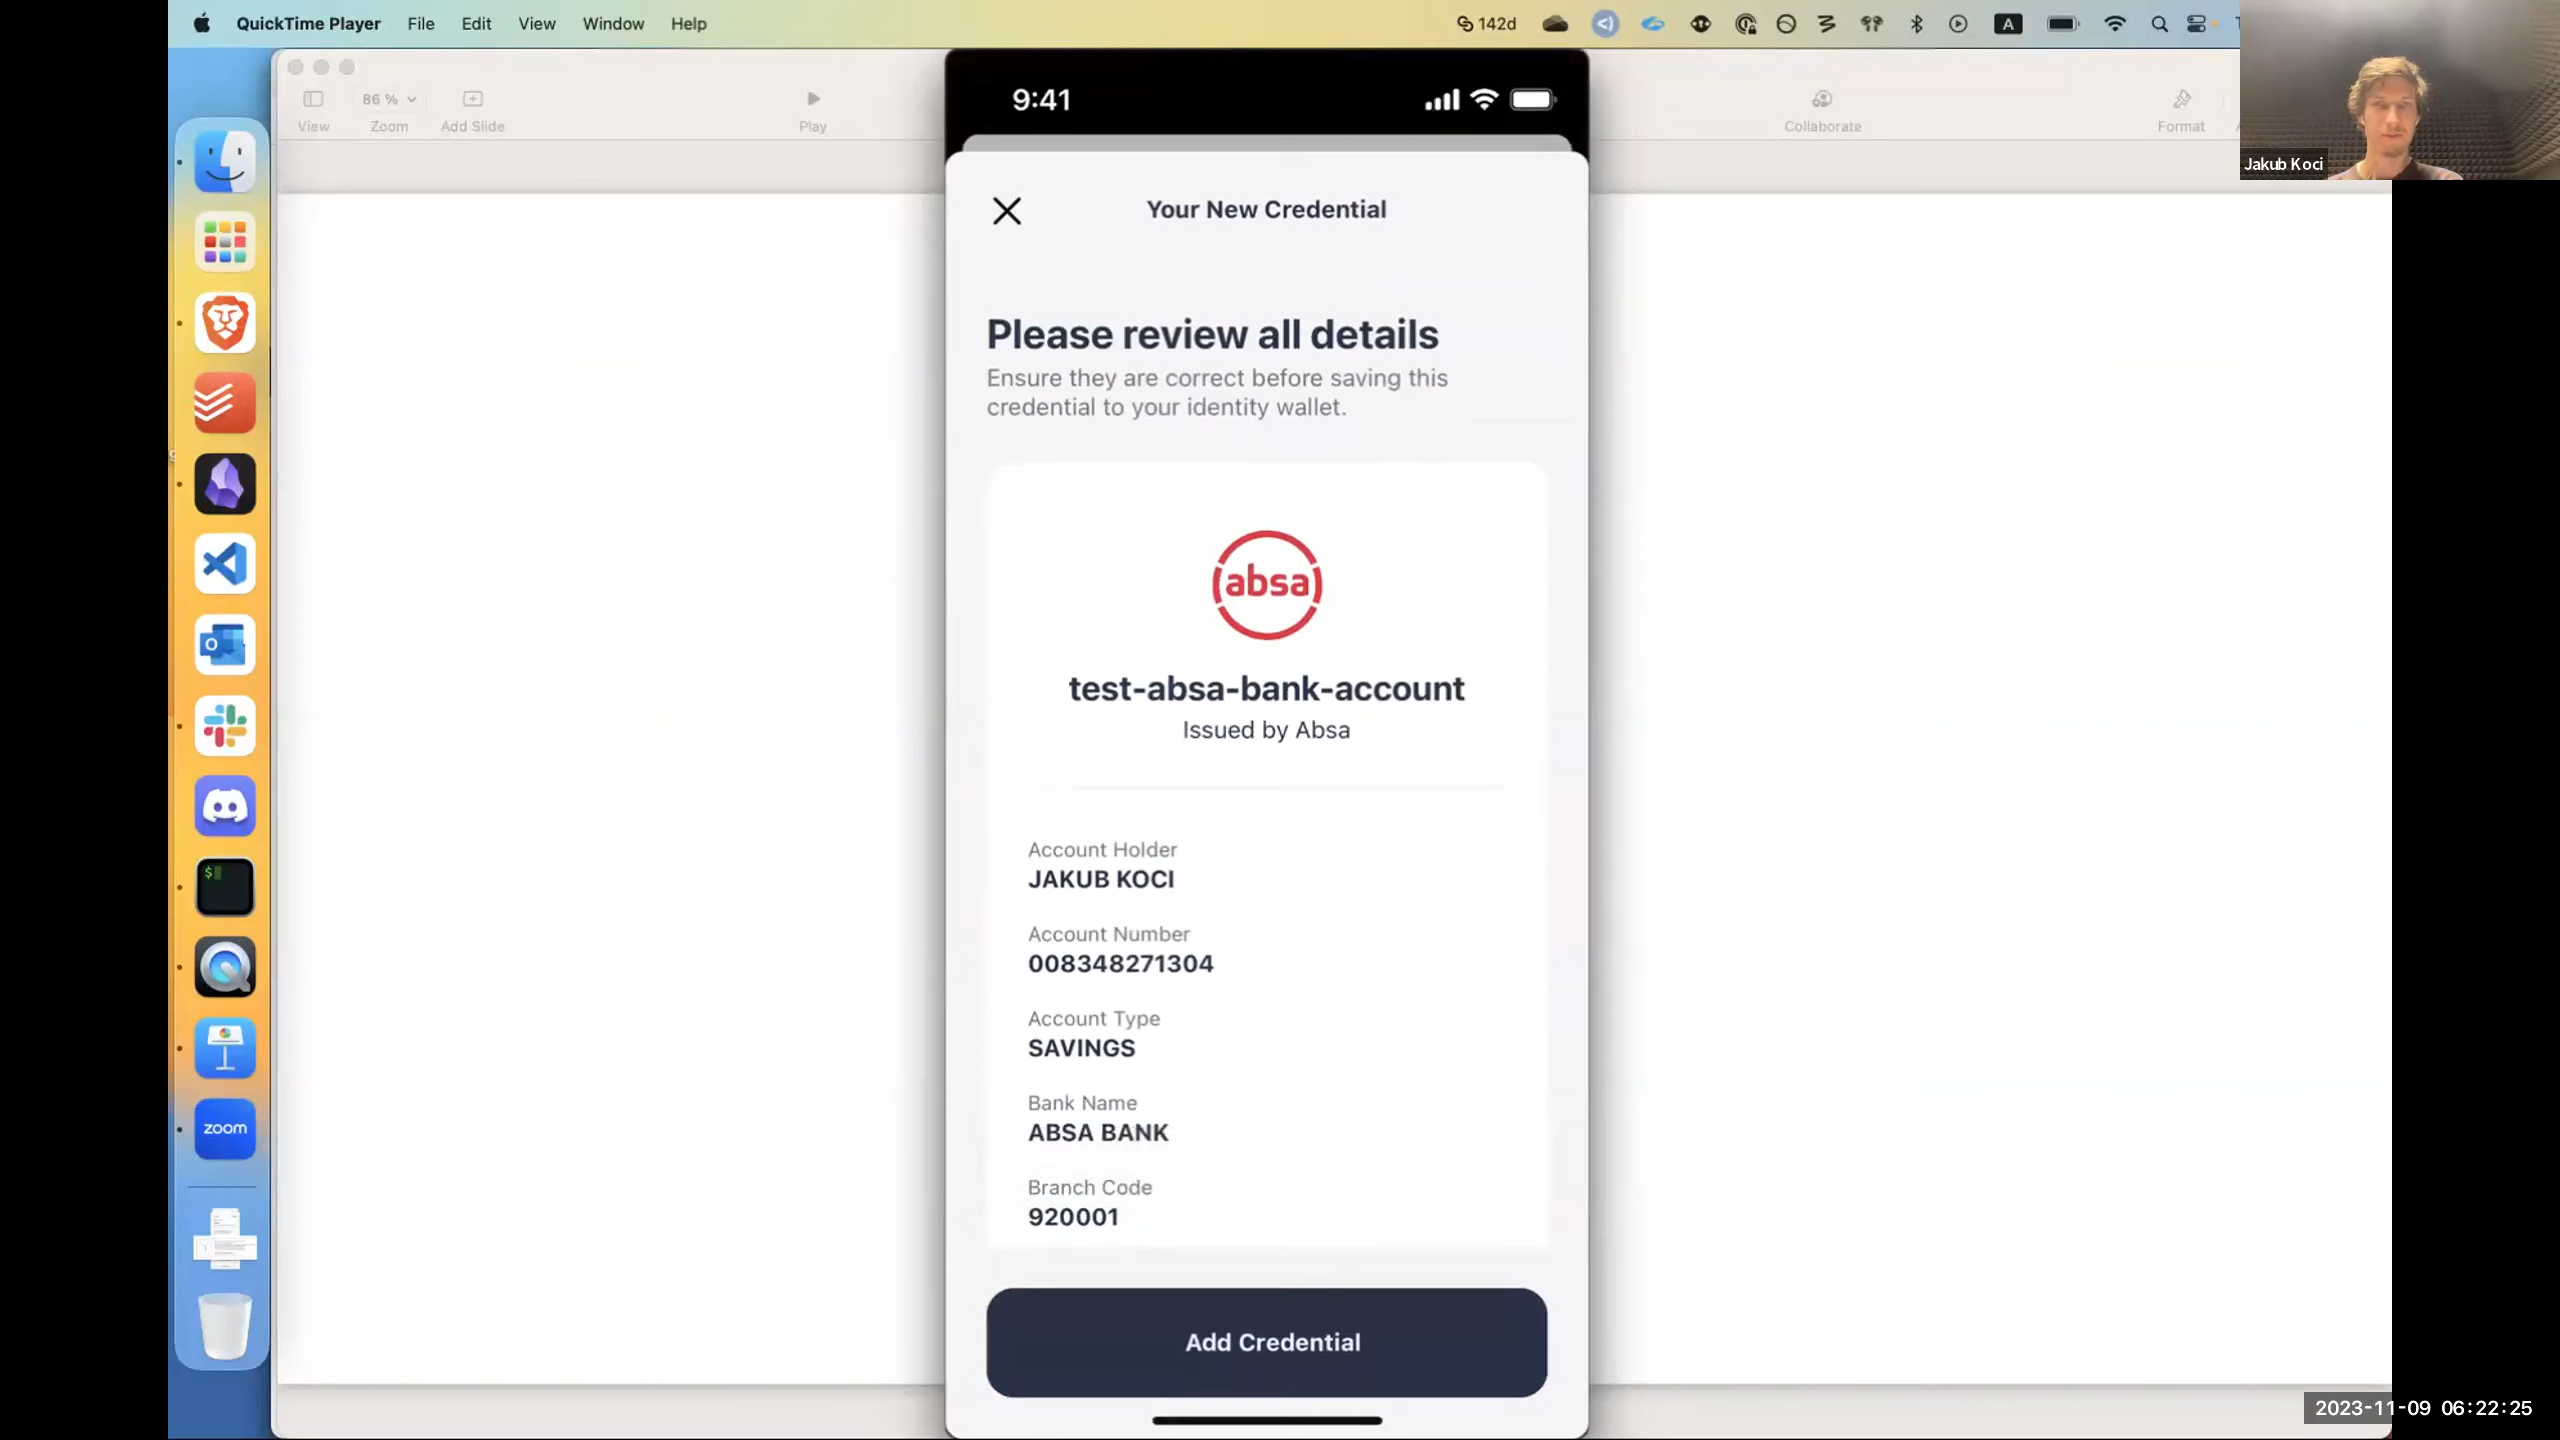 QuickTime Player File Edit View Window Help 142d A
86 %
View Zoom Add Slide Play Collaborate Format
Jakub Koci
9:41
Your New Credential
Please review all details
Ensure they are correct before saving this
credential to your identity wallet.
absa
test-absa-bank-account
Issued by Absa
Account Holder
JAKUB KOCI
Account Number
008348271304
Account Type
SAVINGS
Bank Name
ABSA BANK
Branch Code
920001
Add Credential
$
zoom
2023-11-09 06:22:25